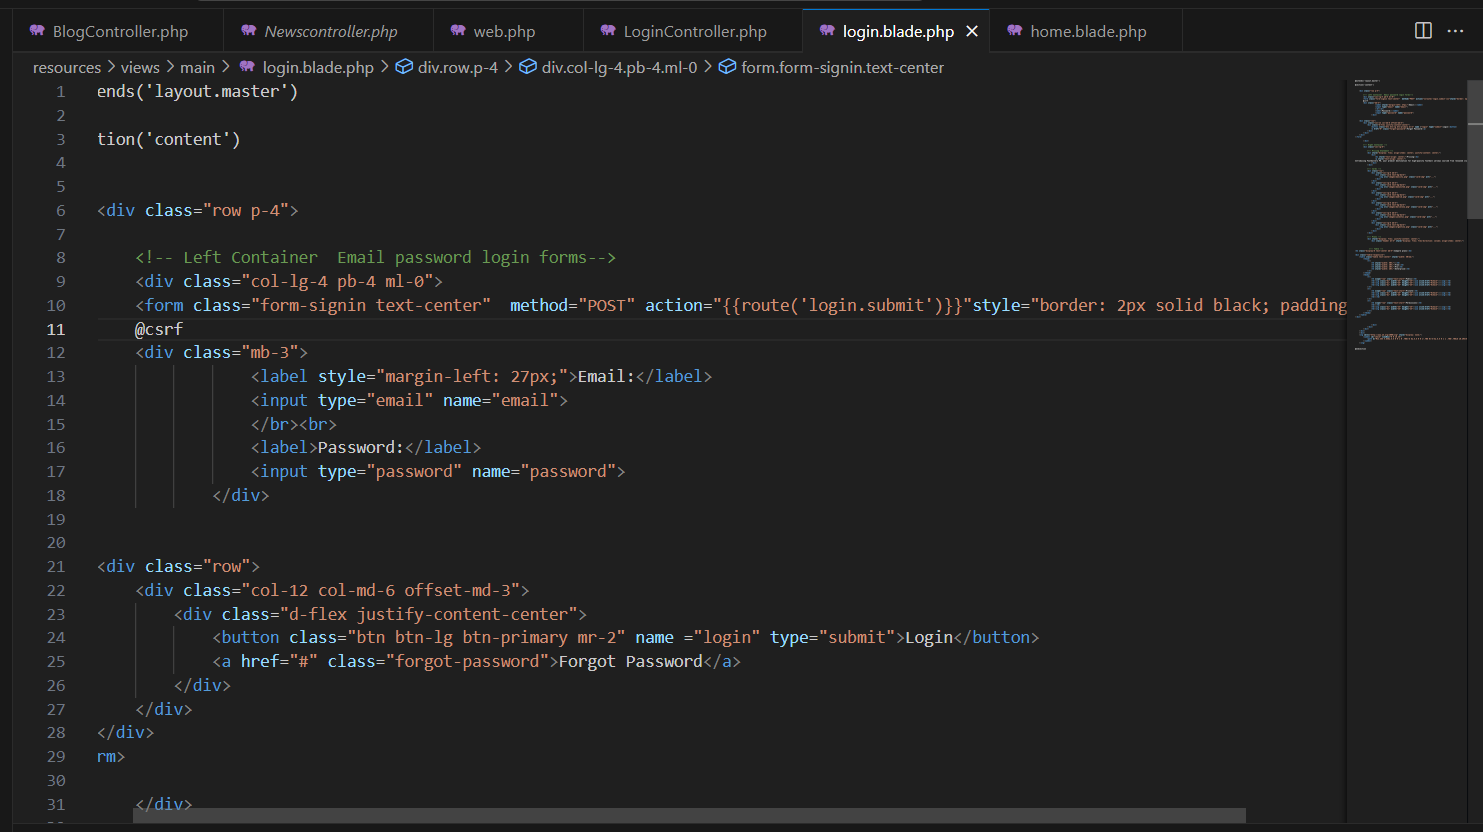 BlogController.php
Newscontroller.php
web.php
LoginController.php
login.blade.php
home.blade.php
resources > views > main > login.blade.php > div.row.p-4 > div.col-lg-4.pb-4.ml-0 > form.form-signin.text-center
1 ends('layout.master')
2
3 tion('content')
4
5
6 <div class="row p-4">
7
8 <!-- Left Container  Email password login forms-->
9 <div class="col-lg-4 pb-4 ml-0">
10 <form class="form-signin text-center"  method="POST" action="{{route('login.submit')}}"style="border: 2px solid black; padding
11 @csrf
12 <div class="mb-3">
13 <label style="margin-left: 27px;">Email:</label>
14 <input type="email" name="email">
15 </br><br>
16 <label>Password:</label>
17 <input type="password" name="password">
18 </div>
19
20
21 <div class="row">
22 <div class="col-12 col-md-6 offset-md-3">
23 <div class="d-flex justify-content-center">
24 <button class="btn btn-lg btn-primary mr-2" name ="login" type="submit">Login</button>
25 <a href="#" class="forgot-password">Forgot Password</a>
26 </div>
27 </div>
28 </div>
29 rm>
30
31 </div>